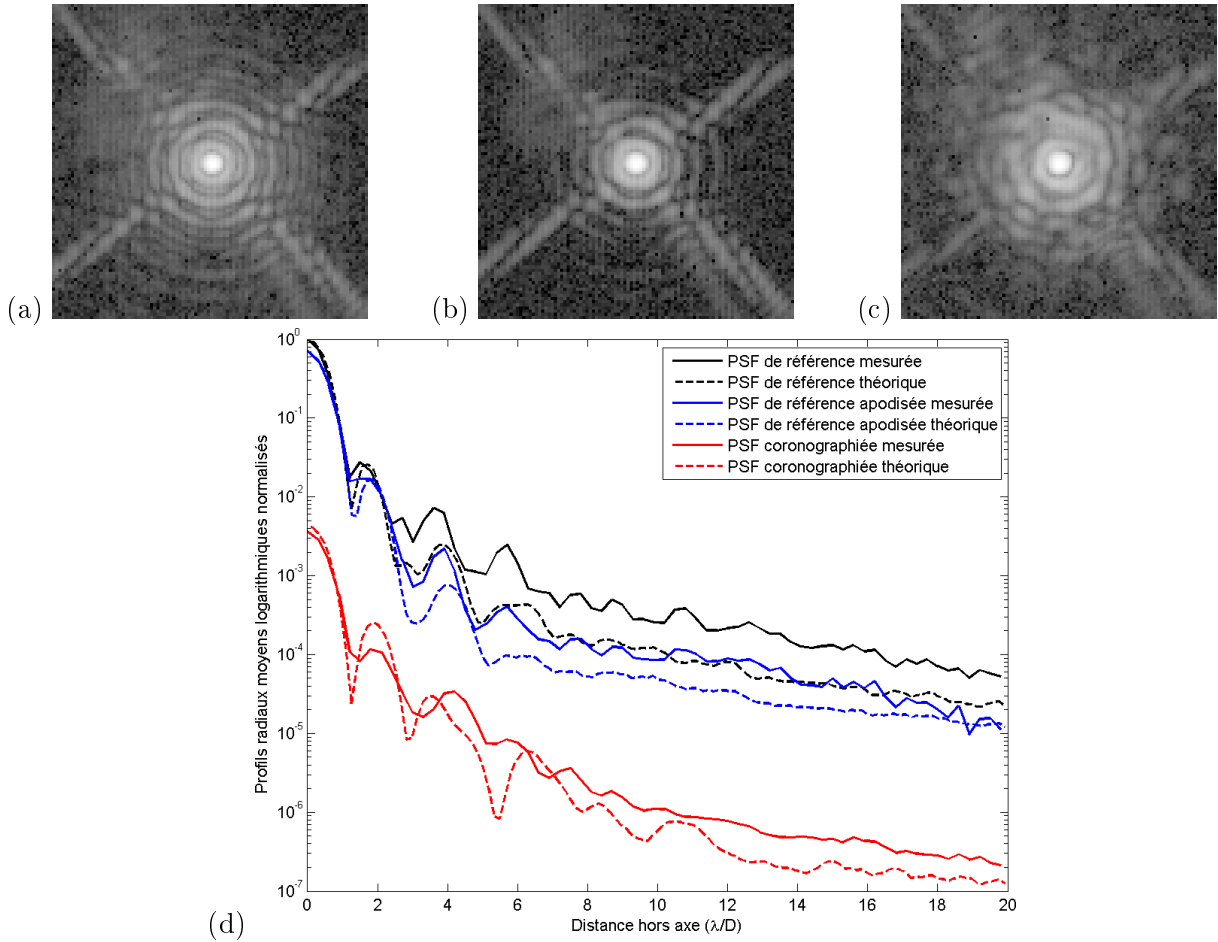 (a)
(b)
(c)
10^0
10^-1
10^-2
10^-3
10^-4
10^-5
10^-6
10^-7
Profils radiaux moyens logarithmiques normalisés
PSF de référence mesurée
PSF de référence théorique
PSF de référence apodisée mesurée
PSF de référence apodisée théorique
PSF coronographiée mesurée
PSF coronographiée théorique
0 2 4 6 8 10 12 14 16 18 20
Distance hors axe (λ/D)
(d)